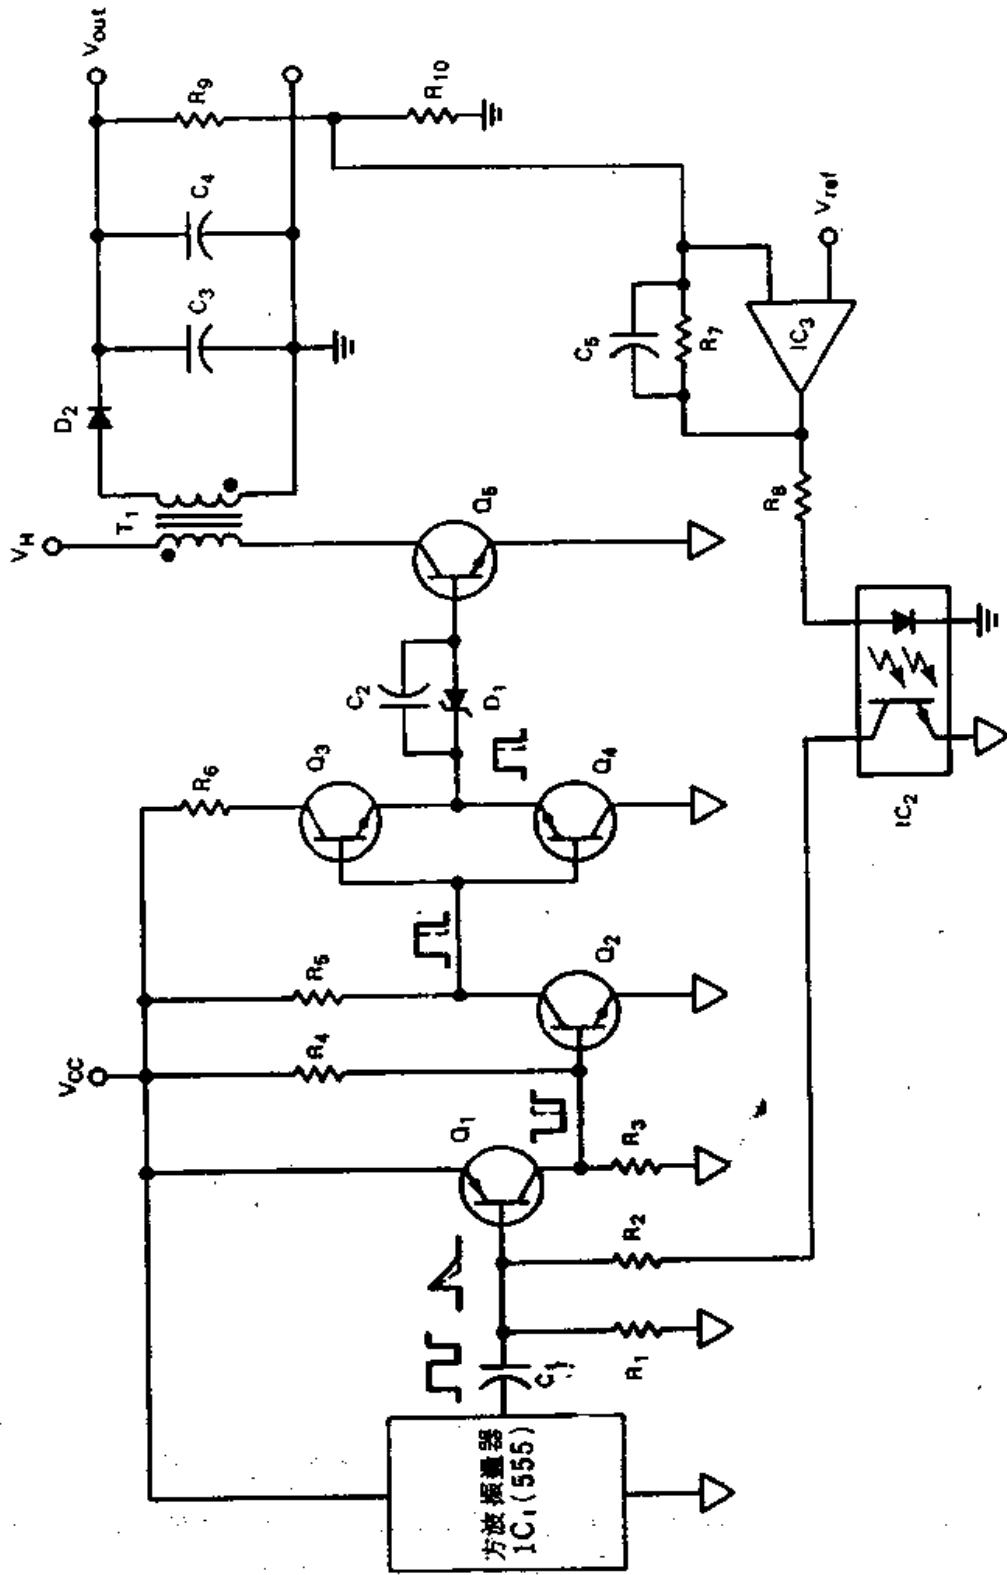 VCC
VH
Vout
R4
R5
R6
T1
D2
C3
C4
R9
R10
Q1
Q3
C2
D1
Q5
方波振盪器
IC1(555)
C1
R1
R2
R3
Q2
Q4
C5
R7
IC3
Vref
R8
IC2